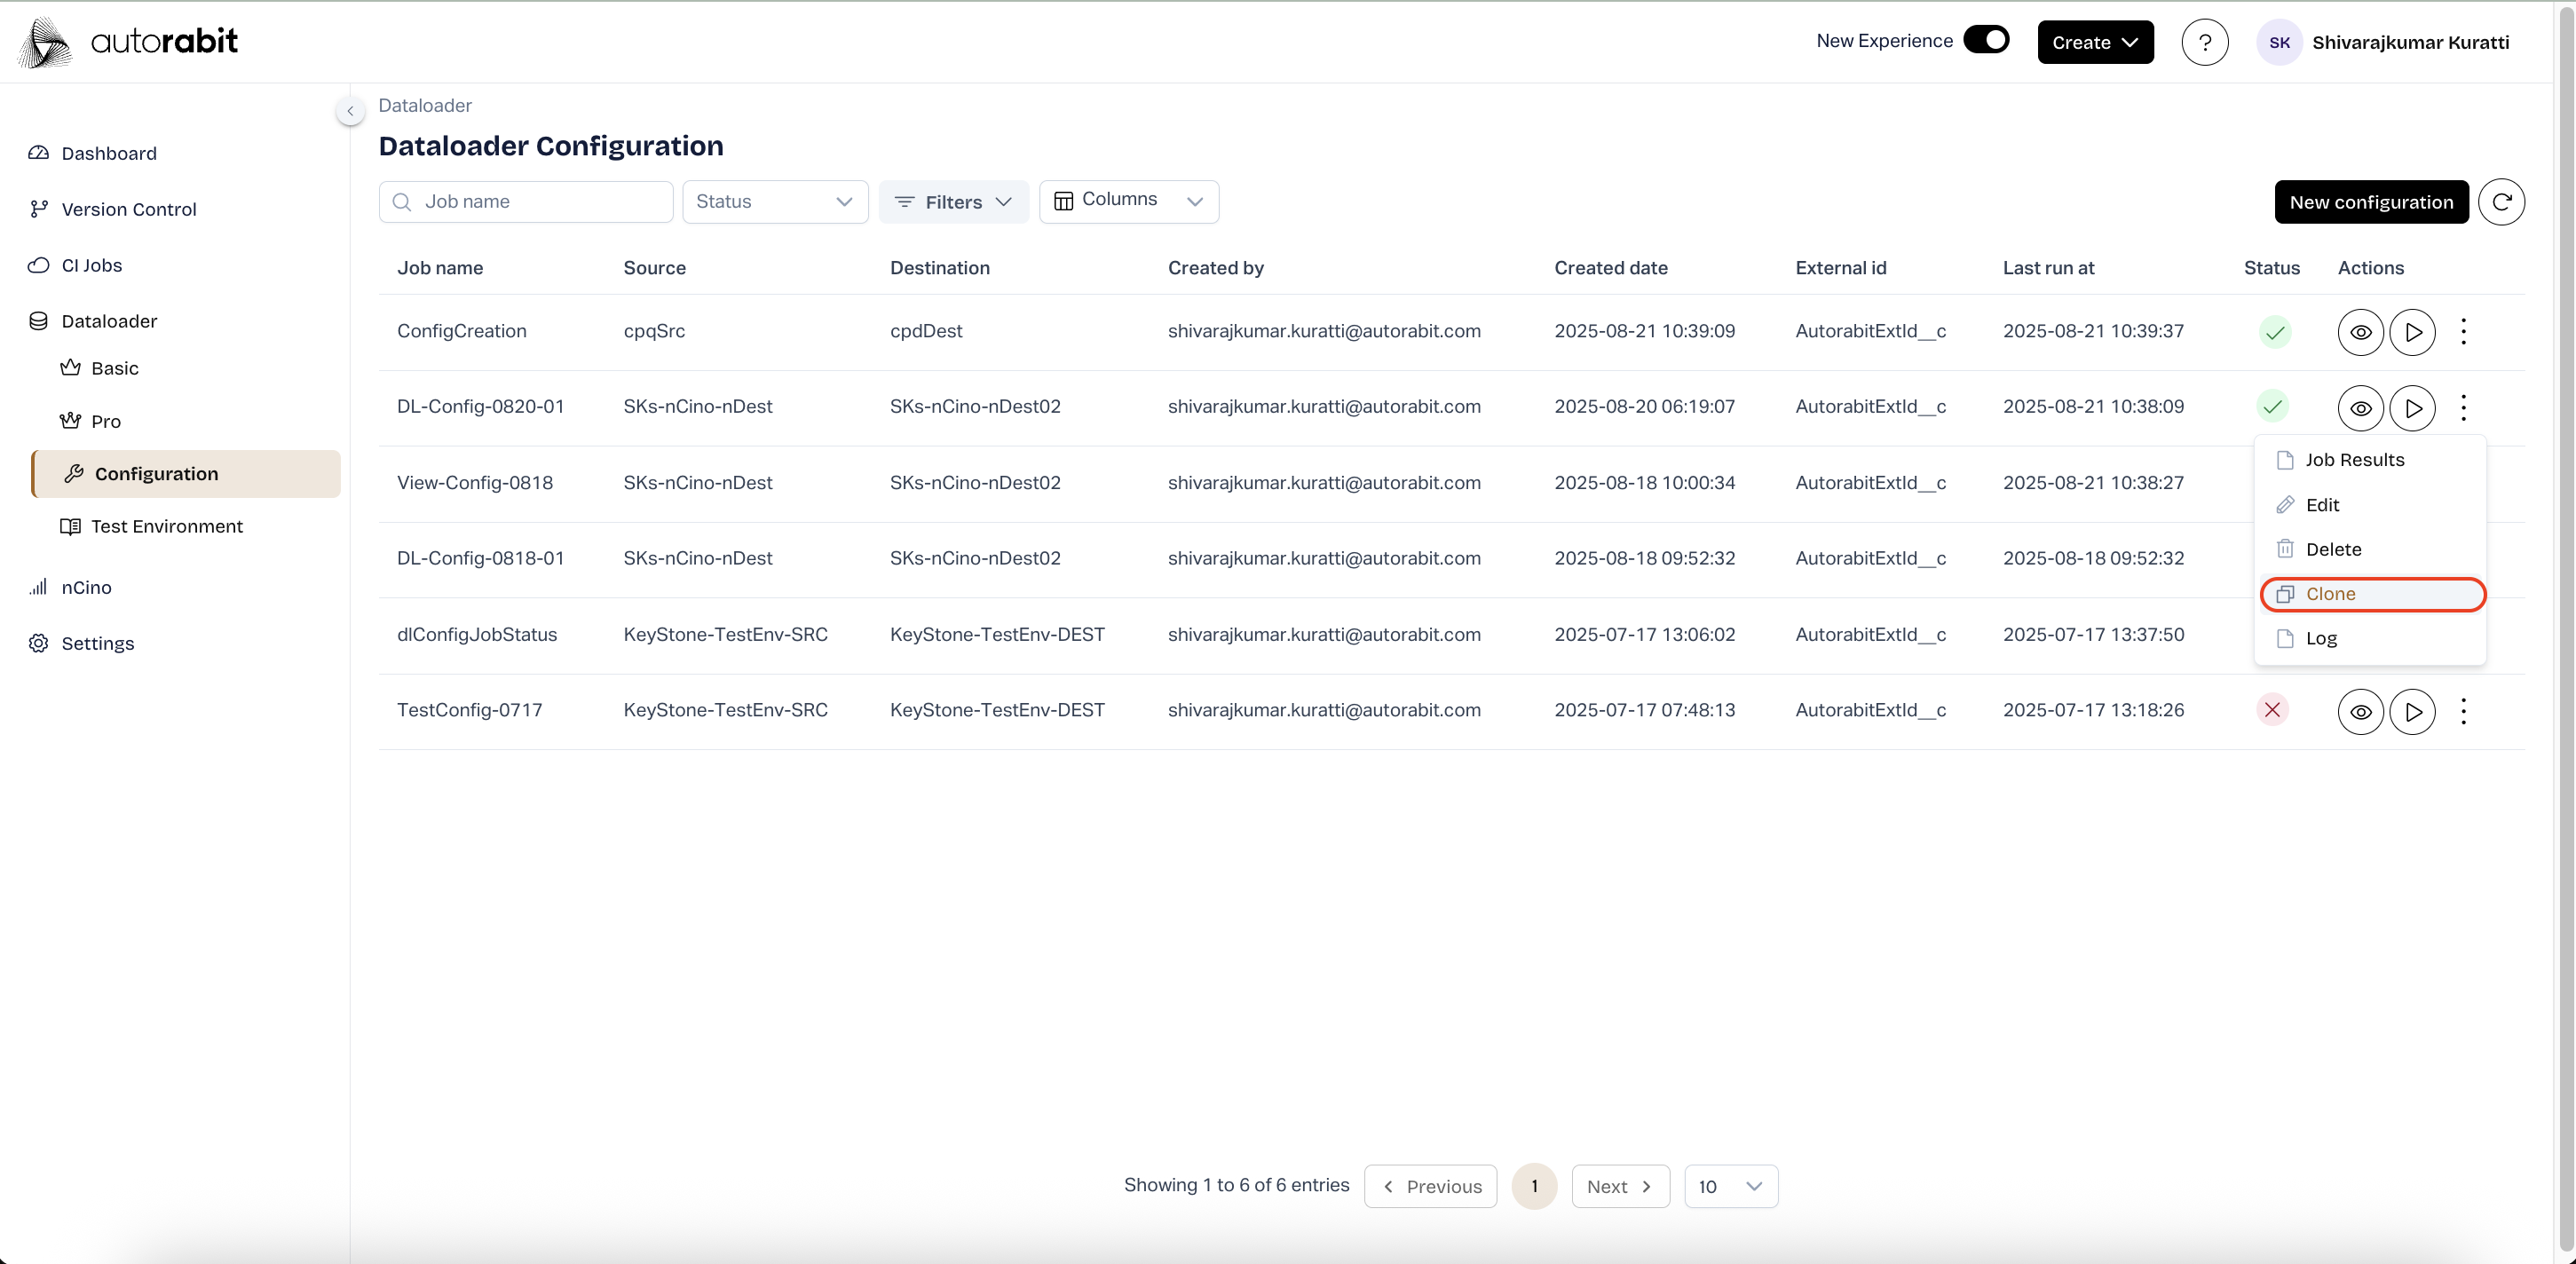 autorabit
New Experience
Create
?
SK
Shivarajkumar Kuratti
Dashboard
Version Control
CI Jobs
Dataloader
Basic
Pro
Configuration
Test Environment
nCino
Settings
Dataloader
Dataloader Configuration
Job name
Status
Filters
Columns
New configuration
Job name Source Destination Created by Created date External id Last run at Status Actions
ConfigCreation cpqSrc cpdDest shivarajkumar.kuratti@autorabit.com 2025-08-21 10:39:09 AutorabitExtId__c 2025-08-21 10:39:37
DL-Config-0820-01 SKs-nCino-nDest SKs-nCino-nDest02 shivarajkumar.kuratti@autorabit.com 2025-08-20 06:19:07 AutorabitExtId__c 2025-08-21 10:38:09
View-Config-0818 SKs-nCino-nDest SKs-nCino-nDest02 shivarajkumar.kuratti@autorabit.com 2025-08-18 10:00:34 AutorabitExtId__c 2025-08-21 10:38:27
DL-Config-0818-01 SKs-nCino-nDest SKs-nCino-nDest02 shivarajkumar.kuratti@autorabit.com 2025-08-18 09:52:32 AutorabitExtId__c 2025-08-18 09:52:32
dlConfigJobStatus KeyStone-TestEnv-SRC KeyStone-TestEnv-DEST shivarajkumar.kuratti@autorabit.com 2025-07-17 13:06:02 AutorabitExtId__c 2025-07-17 13:37:50
TestConfig-0717 KeyStone-TestEnv-SRC KeyStone-TestEnv-DEST shivarajkumar.kuratti@autorabit.com 2025-07-17 07:48:13 AutorabitExtId__c 2025-07-17 13:18:26
Job Results
Edit
Delete
Clone
Log
Showing 1 to 6 of 6 entries
Previous
1
Next
10